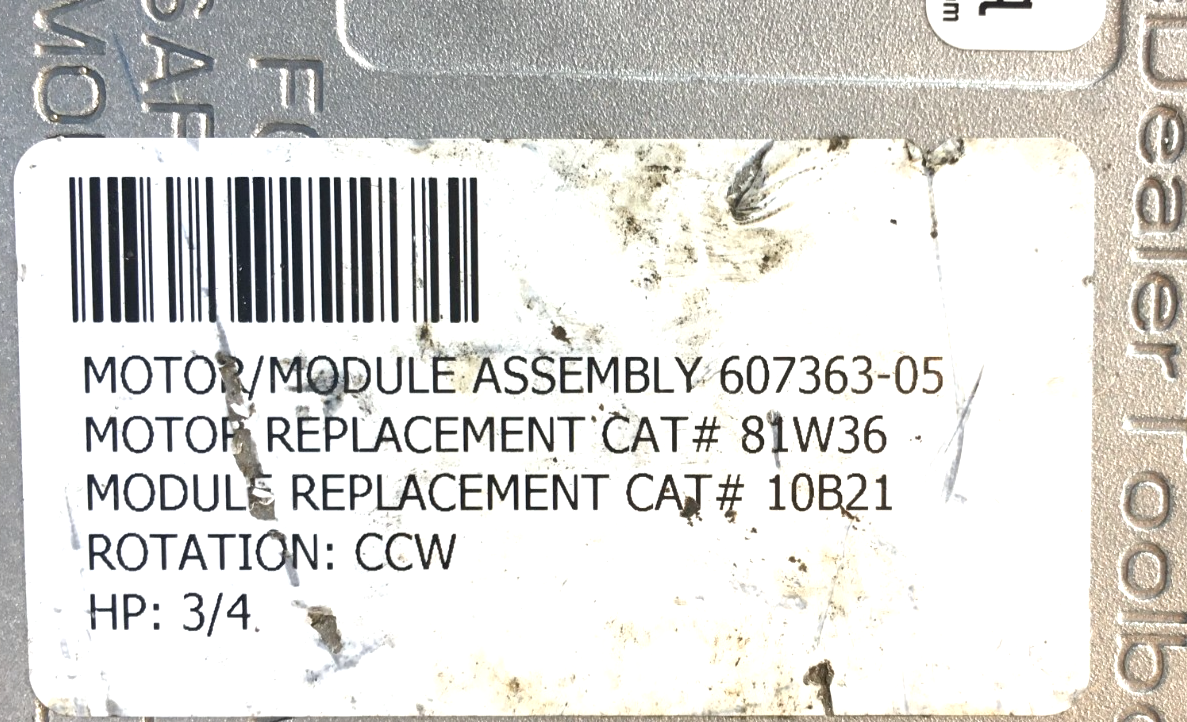 MOTOR/MODULE ASSEMBLY 607363-05
MOTOR REPLACEMENT CAT# 81W36
MODULE REPLACEMENT CAT# 10B21
ROTATION: CCW
HP: 3/4
Dealer Toolb